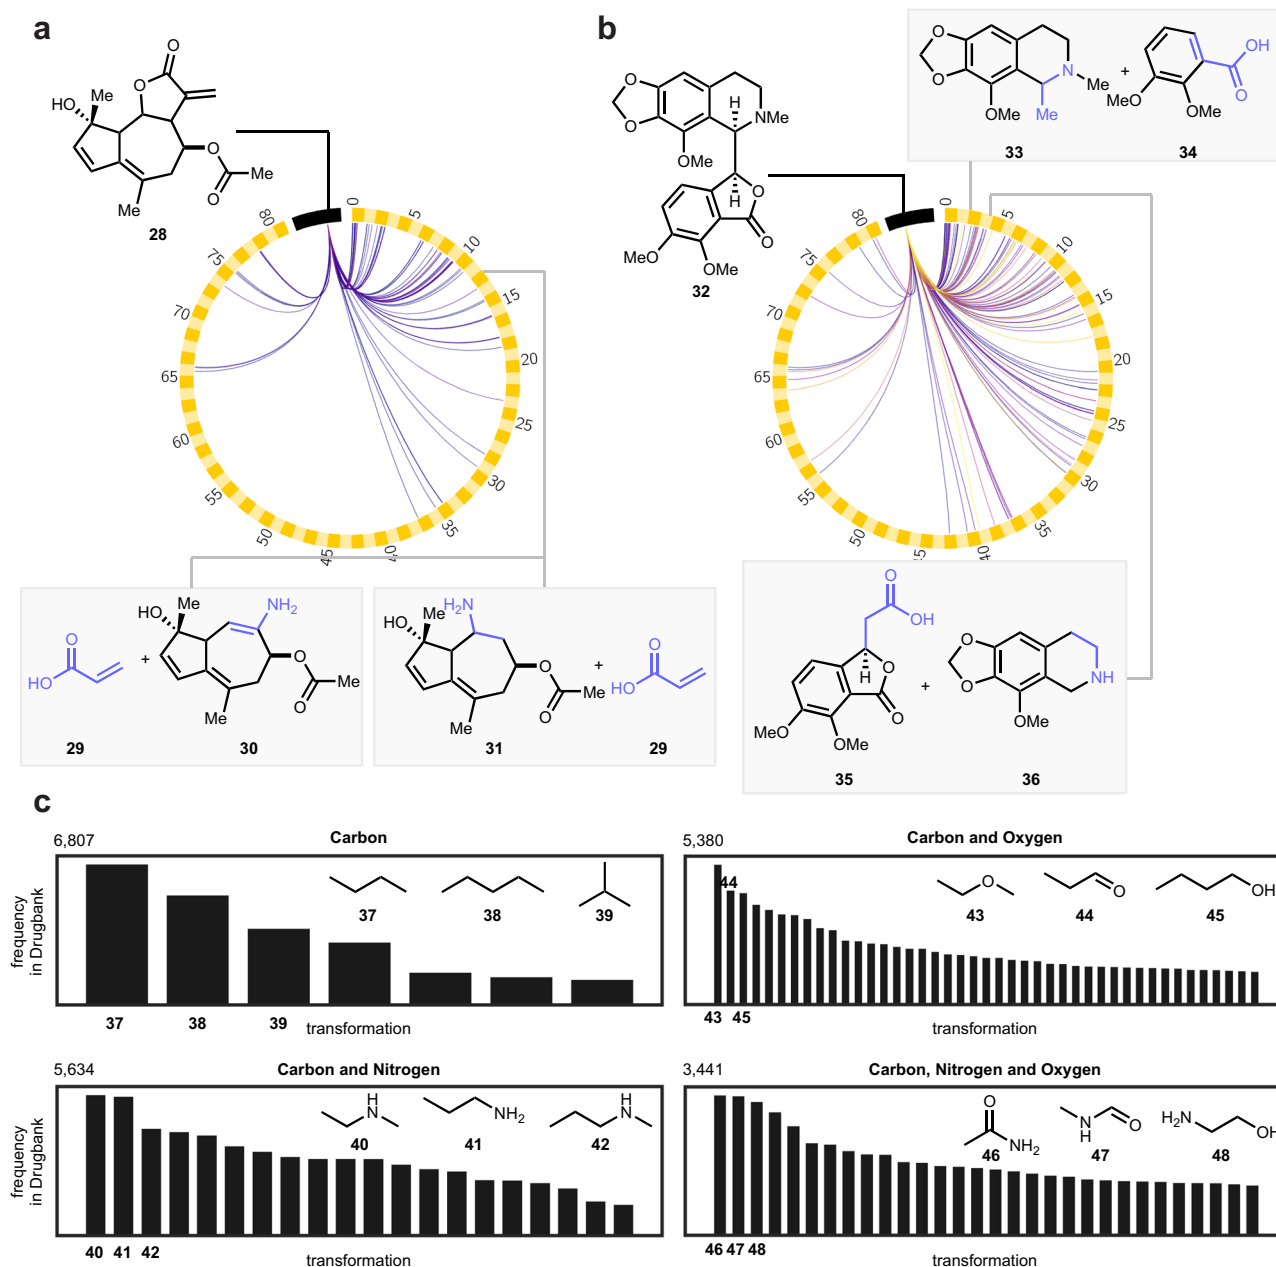 a
O
O
HO
Me
O
O
Me
Me
28
0
5
10
15
20
25
30
35
45
50
55
60
65
70
75
80
O
HO
+
29
HO
Me
NH2
O
Me
O
Me
30
HO
Me
H2N
O
Me
O
Me
31
+
O
HO
29
b
O
O
H
NMe
OMe
H
O
O
MeO
OMe
32
O
O
N
Me
OMe
Me
33
+
OH
O
MeO
OMe
34
0
5
10
15
20
25
30
35
40
50
55
60
65
70
75
80
O
OH
H
O
O
MeO
OMe
35
+
O
O
NH
OMe
36
c
6,807
Carbon
frequency
in Drugbank
37
38
39
37
38
39
transformation
5,380
Carbon and Oxygen
44
O
43
O
44
OH
45
43
45
transformation
5,634
Carbon and Nitrogen
frequency
in Drugbank
H
N
40
NH2
41
H
N
42
40
41
42
transformation
3,441
Carbon, Nitrogen and Oxygen
O
NH2
46
N
H
O
47
H2N
OH
48
46
47
48
transformation